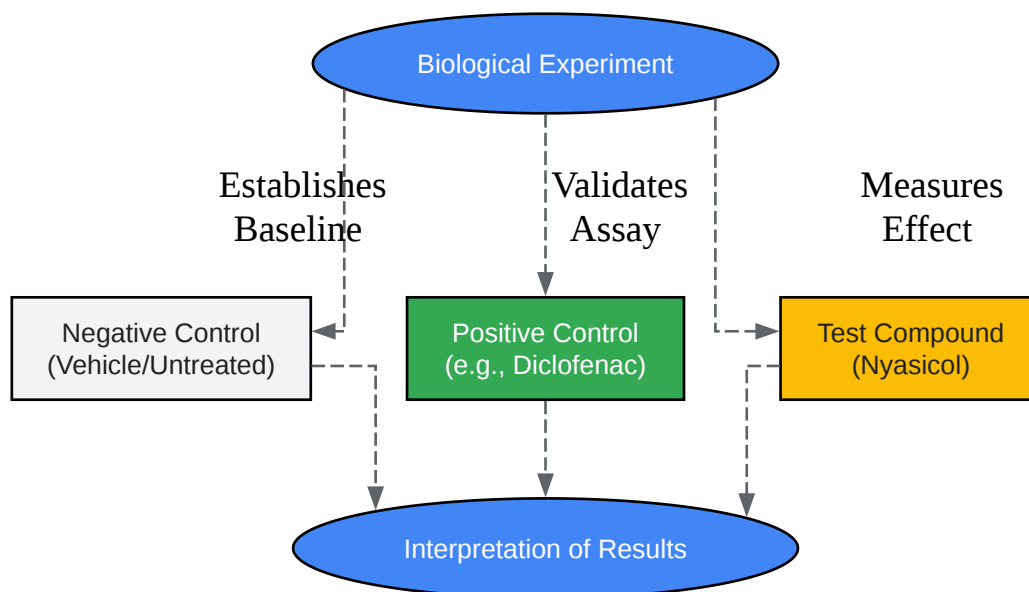 Biological Experiment
Establishes
Baseline
Validates
Assay
Measures
Effect
Negative Control
(Vehicle/Untreated)
Positive Control
(e.g., Diclofenac)
Test Compound
(Nyasicol)
Interpretation of Results